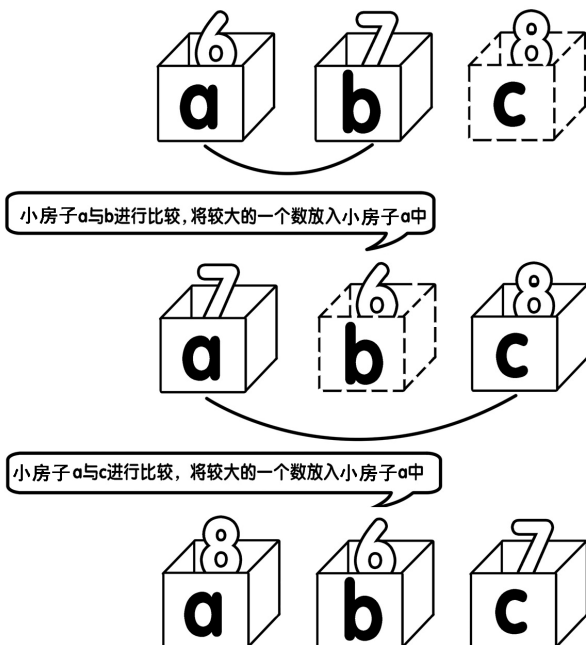 6 7 8
a b c
小房子a与b进行比较,将较大的一个数放入小房子a中
7 6 8
a b c
小房子a与c进行比较，将较大的一个数放入小房子a中
8 6 7
a b c